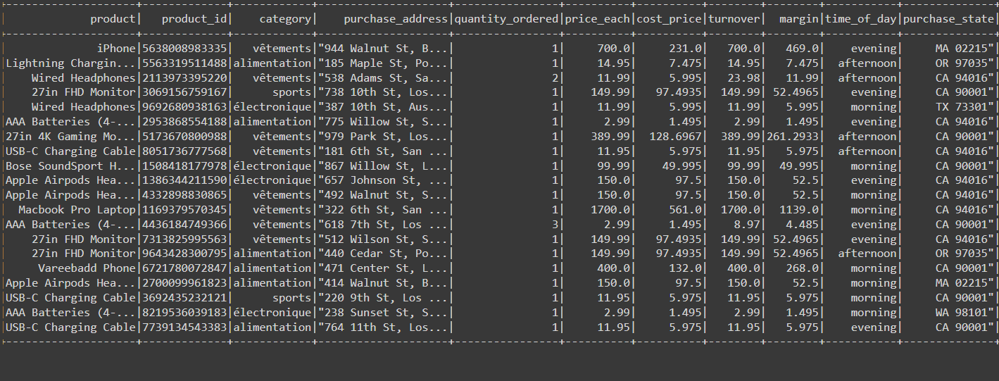 +--------------------+-------------+------------+--------------------+----------------+----------+----------+--------+--------+-----------+--------------+
|             product|   product_id|    category|    purchase_address|quantity_ordered|price_each|cost_price|turnover|  margin|time_of_day|purchase_state|
+--------------------+-------------+------------+--------------------+----------------+----------+----------+--------+--------+-----------+--------------+
|              iPhone|5638008983335|   vêtements|"944 Walnut St, B...|               1|     700.0|     231.0|   700.0|   469.0|    evening|     MA 02215"|
|Lightning Chargin...|5563319511488|alimentation|"185 Maple St, Po...|               1|     14.95|     7.475|   14.95|   7.475|  afternoon|     OR 97035"|
|    Wired Headphones|2113973395220|   vêtements|"538 Adams St, Sa...|               2|     11.99|     5.995|   23.98|   11.99|  afternoon|     CA 94016"|
|    27in FHD Monitor|3069156759167|      sports|"738 10th St, Los...|               1|    149.99|   97.4935|  149.99| 52.4965|    evening|     CA 90001"|
|    Wired Headphones|9692680938163|électronique|"387 10th St, Aus...|               1|     11.99|     5.995|   11.99|   5.995|    morning|     TX 73301"|
|AAA Batteries (4-...|2953868554188|alimentation|"775 Willow St, S...|               1|      2.99|     1.495|    2.99|   1.495|    evening|     CA 94016"|
|27in 4K Gaming Mo...|5173670800988|   vêtements|"979 Park St, Los...|               1|    389.99|  128.6967|  389.99|261.2933|  afternoon|     CA 90001"|
|USB-C Charging Cable|8051736777568|   vêtements|"181 6th St, San ...|               1|     11.95|     5.975|   11.95|   5.975|  afternoon|     CA 94016"|
|Bose SoundSport H...|1508418177978|électronique|"867 Willow St, L...|               1|     99.99|    49.995|   99.99|  49.995|    morning|     CA 90001"|
|Apple Airpods Hea...|1386344211590|électronique|"657 Johnson St, ...|               1|     150.0|      97.5|   150.0|    52.5|    evening|     CA 94016"|
|Apple Airpods Hea...|4332898830865|   vêtements|"492 Walnut St, S...|               1|     150.0|      97.5|   150.0|    52.5|    morning|     CA 94016"|
|  Macbook Pro Laptop|1169379570345|   vêtements|"322 6th St, San ...|               1|    1700.0|     561.0|  1700.0|  1139.0|    morning|     CA 94016"|
|AAA Batteries (4-...|4436184749366|   vêtements|"618 7th St, Los ...|               3|      2.99|     1.495|    8.97|   4.485|    evening|     CA 90001"|
|    27in FHD Monitor|7313825995563|   vêtements|"512 Wilson St, S...|               1|    149.99|   97.4935|  149.99| 52.4965|    evening|     CA 94016"|
|    27in FHD Monitor|9643428300795|alimentation|"440 Cedar St, Po...|               1|    149.99|   97.4935|  149.99| 52.4965|  afternoon|     OR 97035"|
|     Vareebadd Phone|6721780072847|alimentation|"471 Center St, L...|               1|     400.0|     132.0|   400.0|   268.0|    morning|     CA 90001"|
|Apple Airpods Hea...|2700099961823|alimentation|"414 Walnut St, B...|               1|     150.0|      97.5|   150.0|    52.5|    morning|     MA 02215"|
|USB-C Charging Cable|3692435232121|      sports|"220 9th St, Los ...|               1|     11.95|     5.975|   11.95|   5.975|    morning|     CA 90001"|
|AAA Batteries (4-...|8219536039183|électronique|"238 Sunset St, S...|               1|      2.99|     1.495|    2.99|   1.495|    morning|     WA 98101"|
|USB-C Charging Cable|7739134543383|alimentation|"764 11th St, Los...|               1|     11.95|     5.975|   11.95|   5.975|    evening|     CA 90001"|
+--------------------+-------------+------------+--------------------+----------------+----------+----------+--------+--------+-----------+--------------+